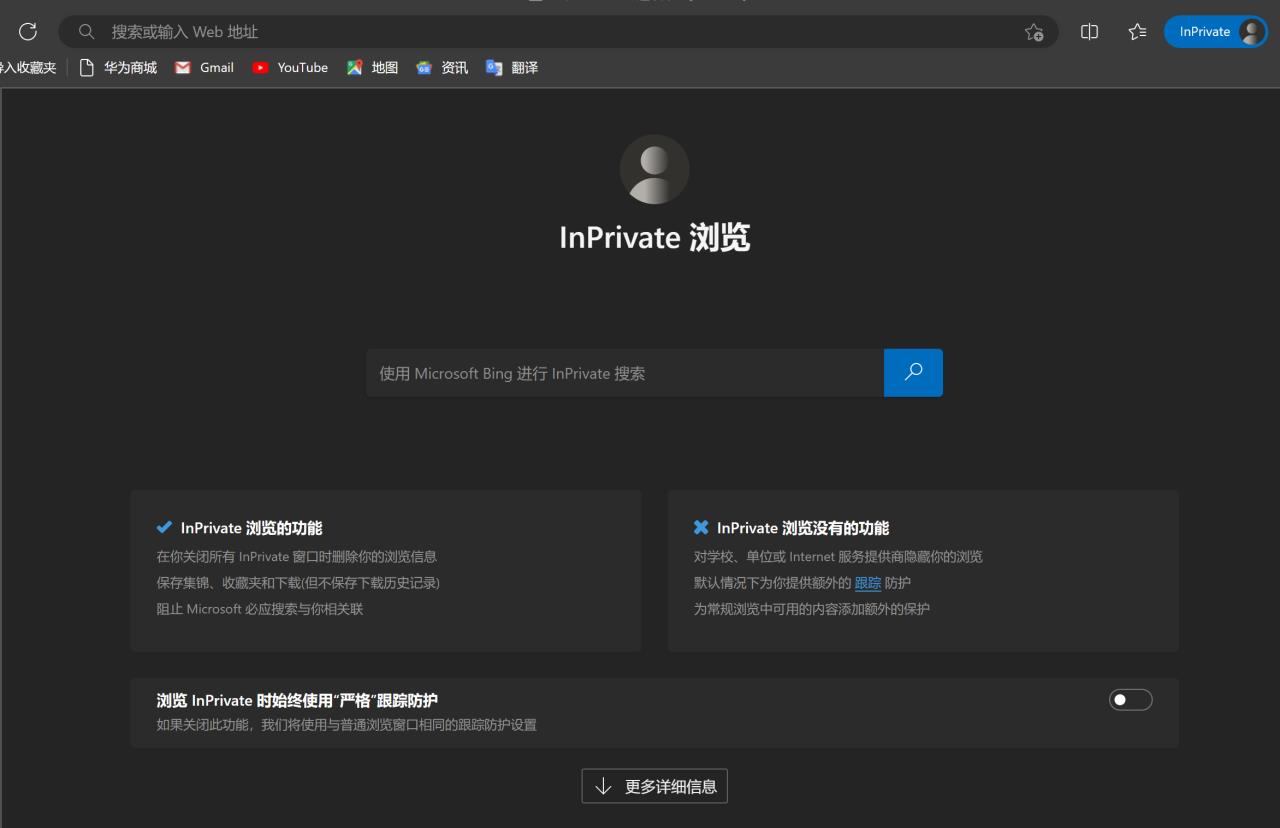 搜索或输入 Web 地址
InPrivate
入收藏夹 华为商城 Gmail YouTube 地图 资讯 翻译
InPrivate 浏览
使用 Microsoft Bing 进行 InPrivate 搜索
InPrivate 浏览的功能
在你关闭所有 InPrivate 窗口时删除你的浏览信息
保存集锦、收藏夹和下载(但不保存下载历史记录)
阻止 Microsoft 必应搜索与你相关联
InPrivate 浏览没有的功能
对学校、单位或 Internet 服务提供商隐藏你的浏览
默认情况下为你提供额外的 跟踪 防护
为常规浏览中可用的内容添加额外的保护
浏览 InPrivate 时始终使用“严格”跟踪防护
如果关闭此功能，我们将使用与普通浏览窗口相同的跟踪防护设置
更多详细信息